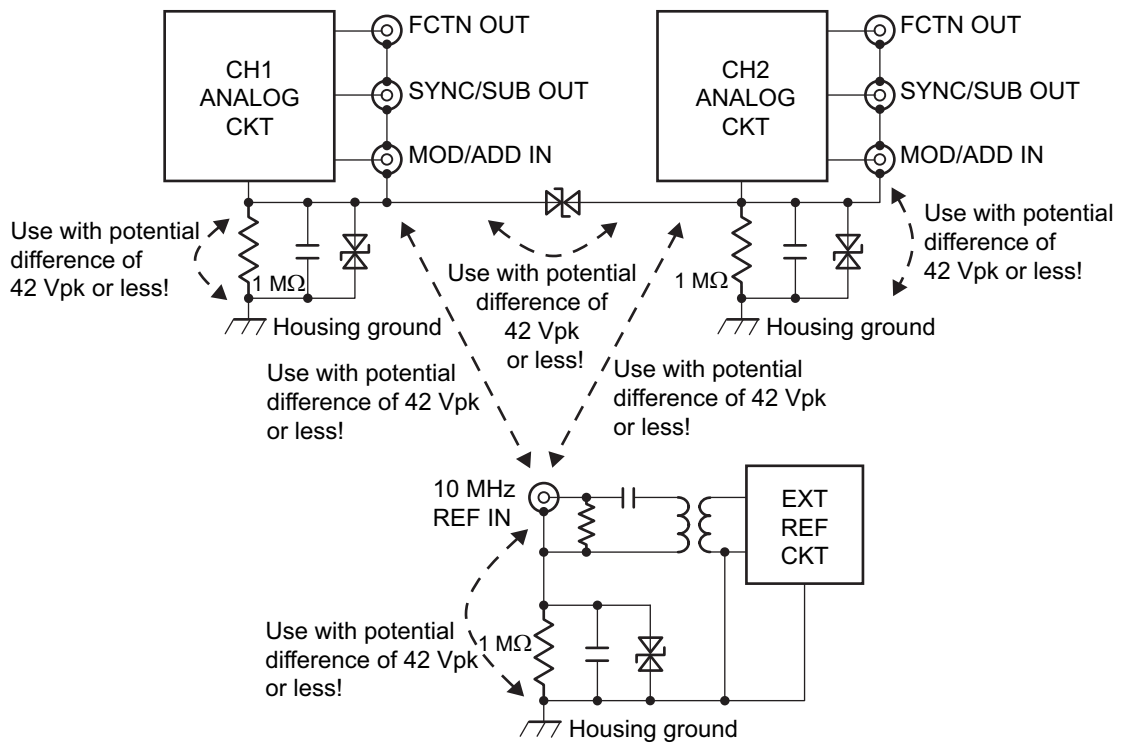 CH1
ANALOG
CKT
FCTN OUT
SYNC/SUB OUT
MOD/ADD IN
CH2
ANALOG
CKT
FCTN OUT
SYNC/SUB OUT
MOD/ADD IN
Use with potential
difference of
42 Vpk or less!
1 MΩ
Housing ground
Use with potential
difference of
42 Vpk
or less!
1 MΩ
Housing ground
Use with potential
difference of
42 Vpk or less!
Use with potential
difference of 42 Vpk
or less!
Use with potential
difference of 42 Vpk
or less!
10 MHz
REF IN
EXT
REF
CKT
Use with potential
difference of 42 Vpk
or less!
1 MΩ
Housing ground